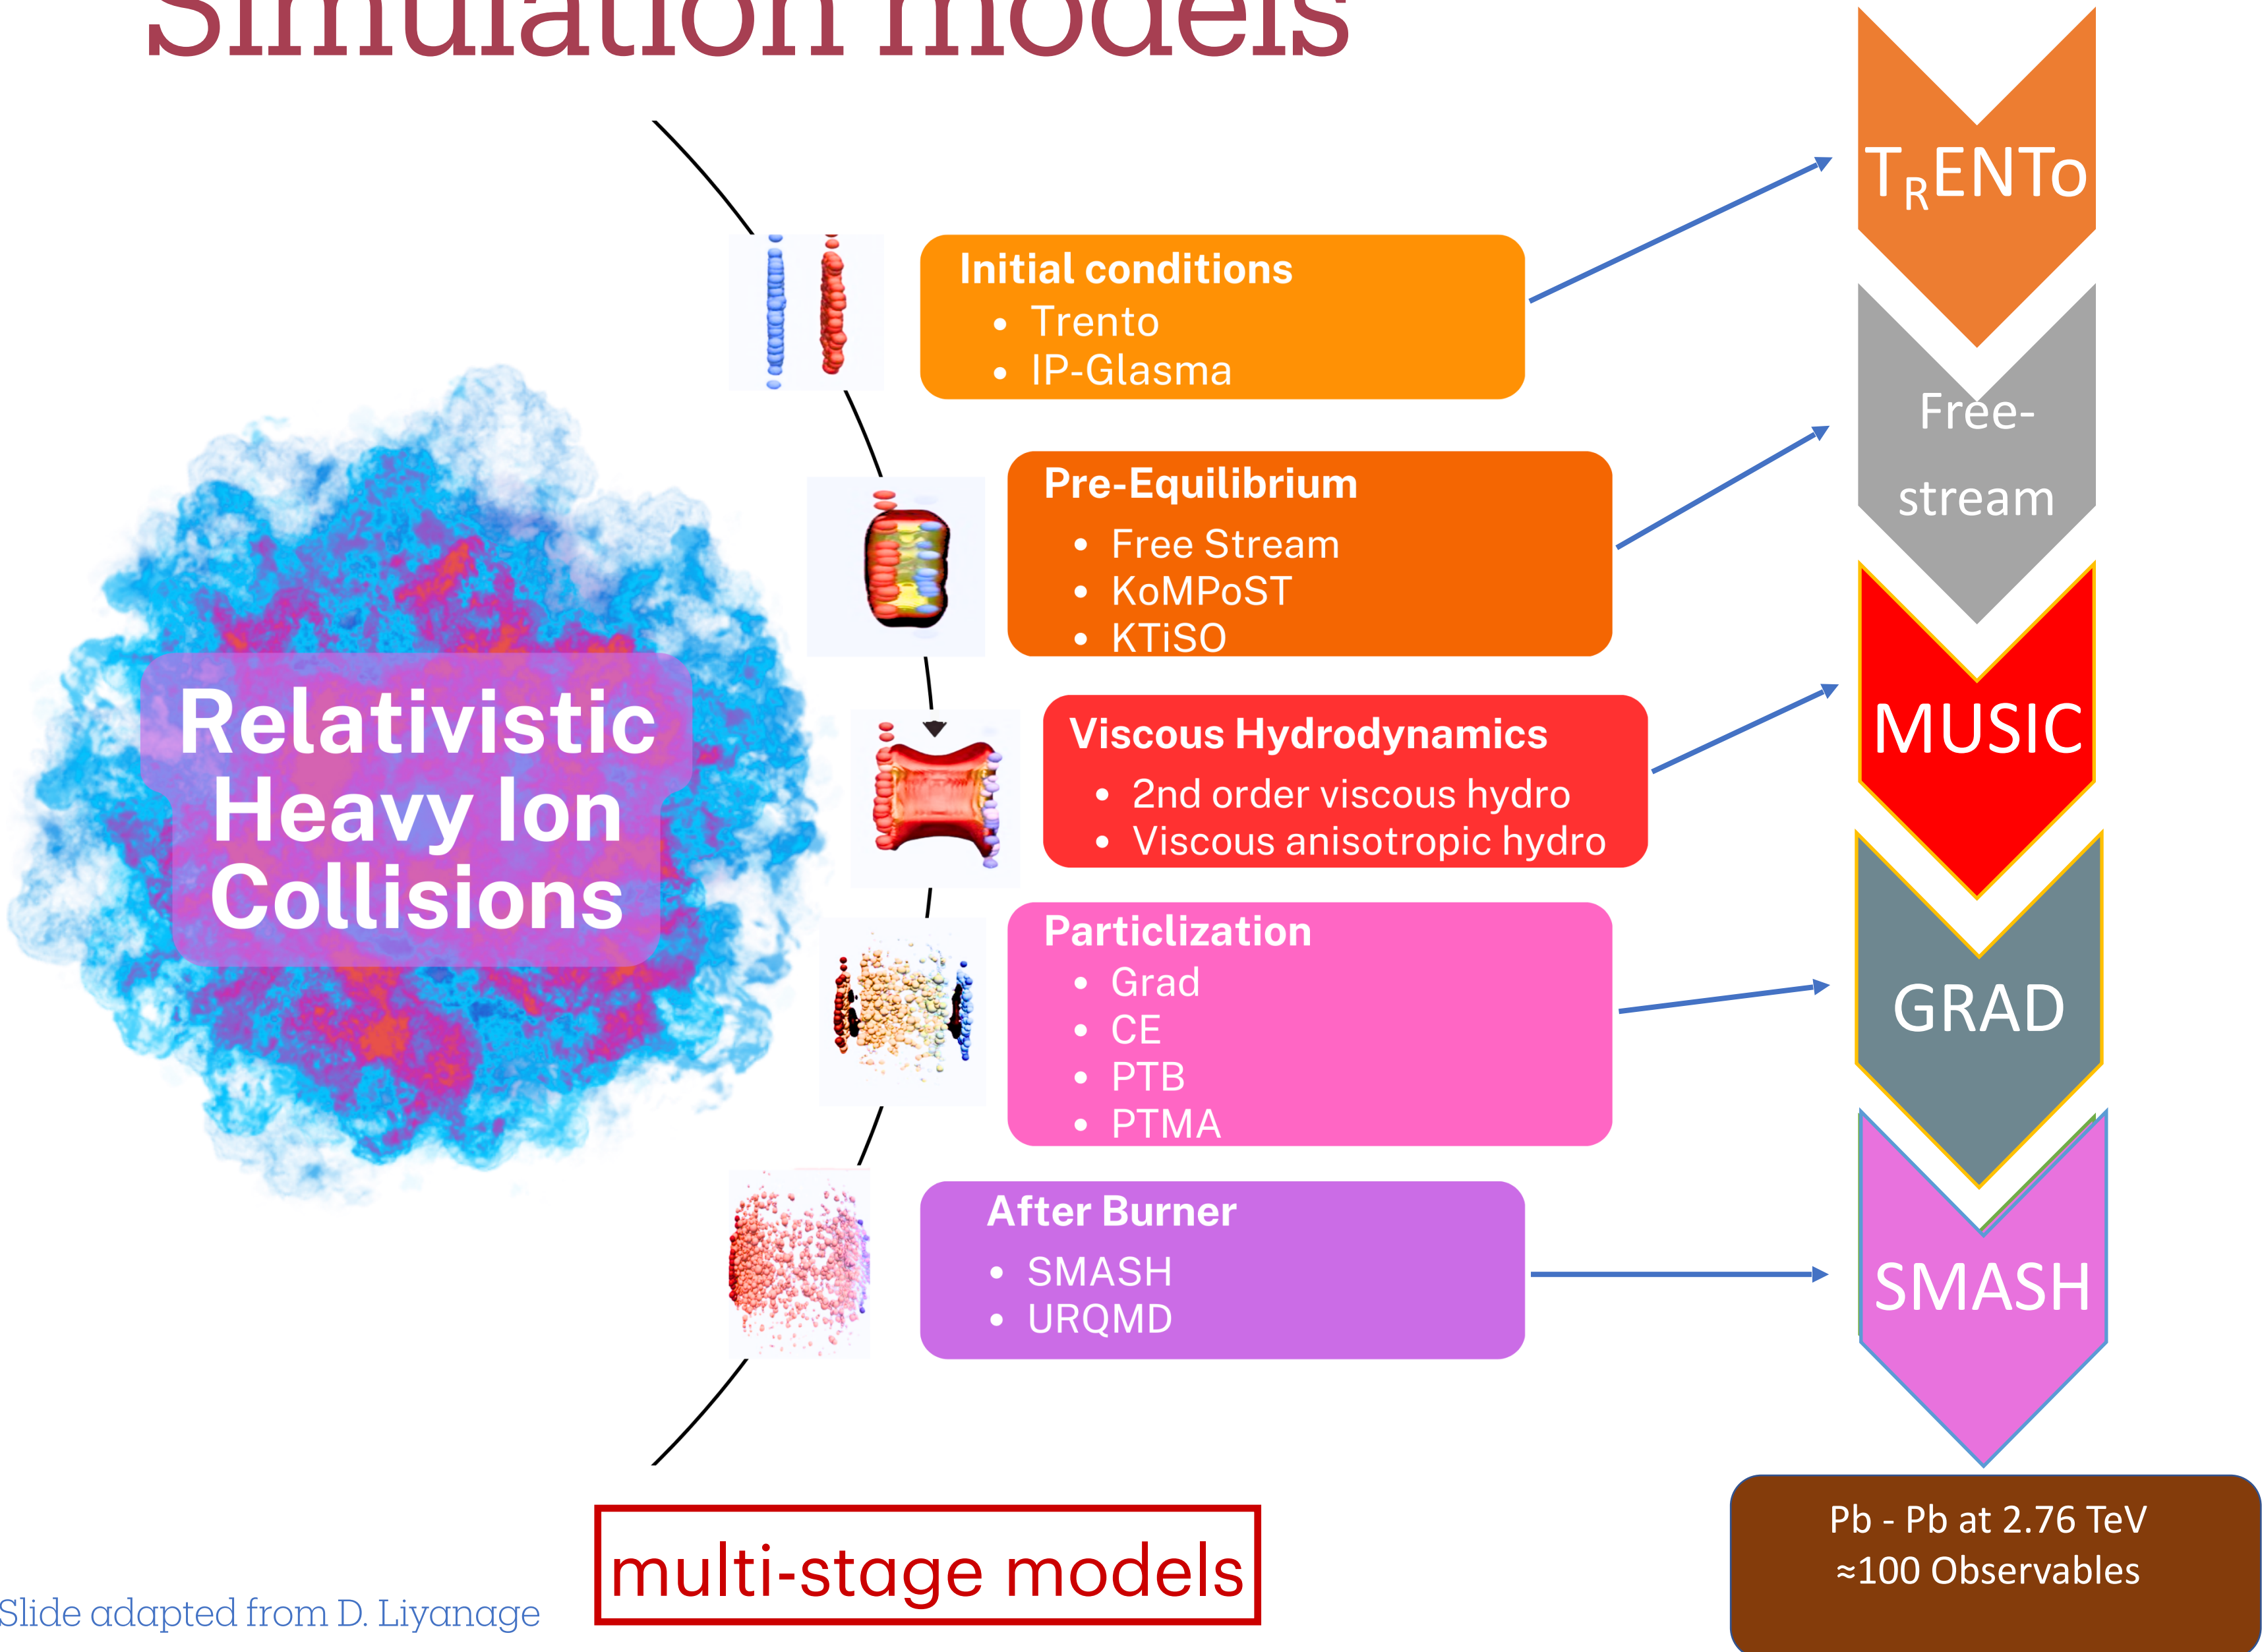 Simulation models
Relativistic
Heavy Ion
Collisions
Initial conditions
• Trento
• IP-Glasma
Pre-Equilibrium
• Free Stream
• KoMPoST
• KTiSO
Viscous Hydrodynamics
• 2nd order viscous hydro
• Viscous anisotropic hydro
Particlization
• Grad
• CE
• PTB
• PTMA
After Burner
• SMASH
• URQMD
TRENTo
Free-
stream
MUSIC
GRAD
SMASH
Pb - Pb at 2.76 TeV
≈100 Observables
multi-stage models
Slide adapted from D. Liyanage